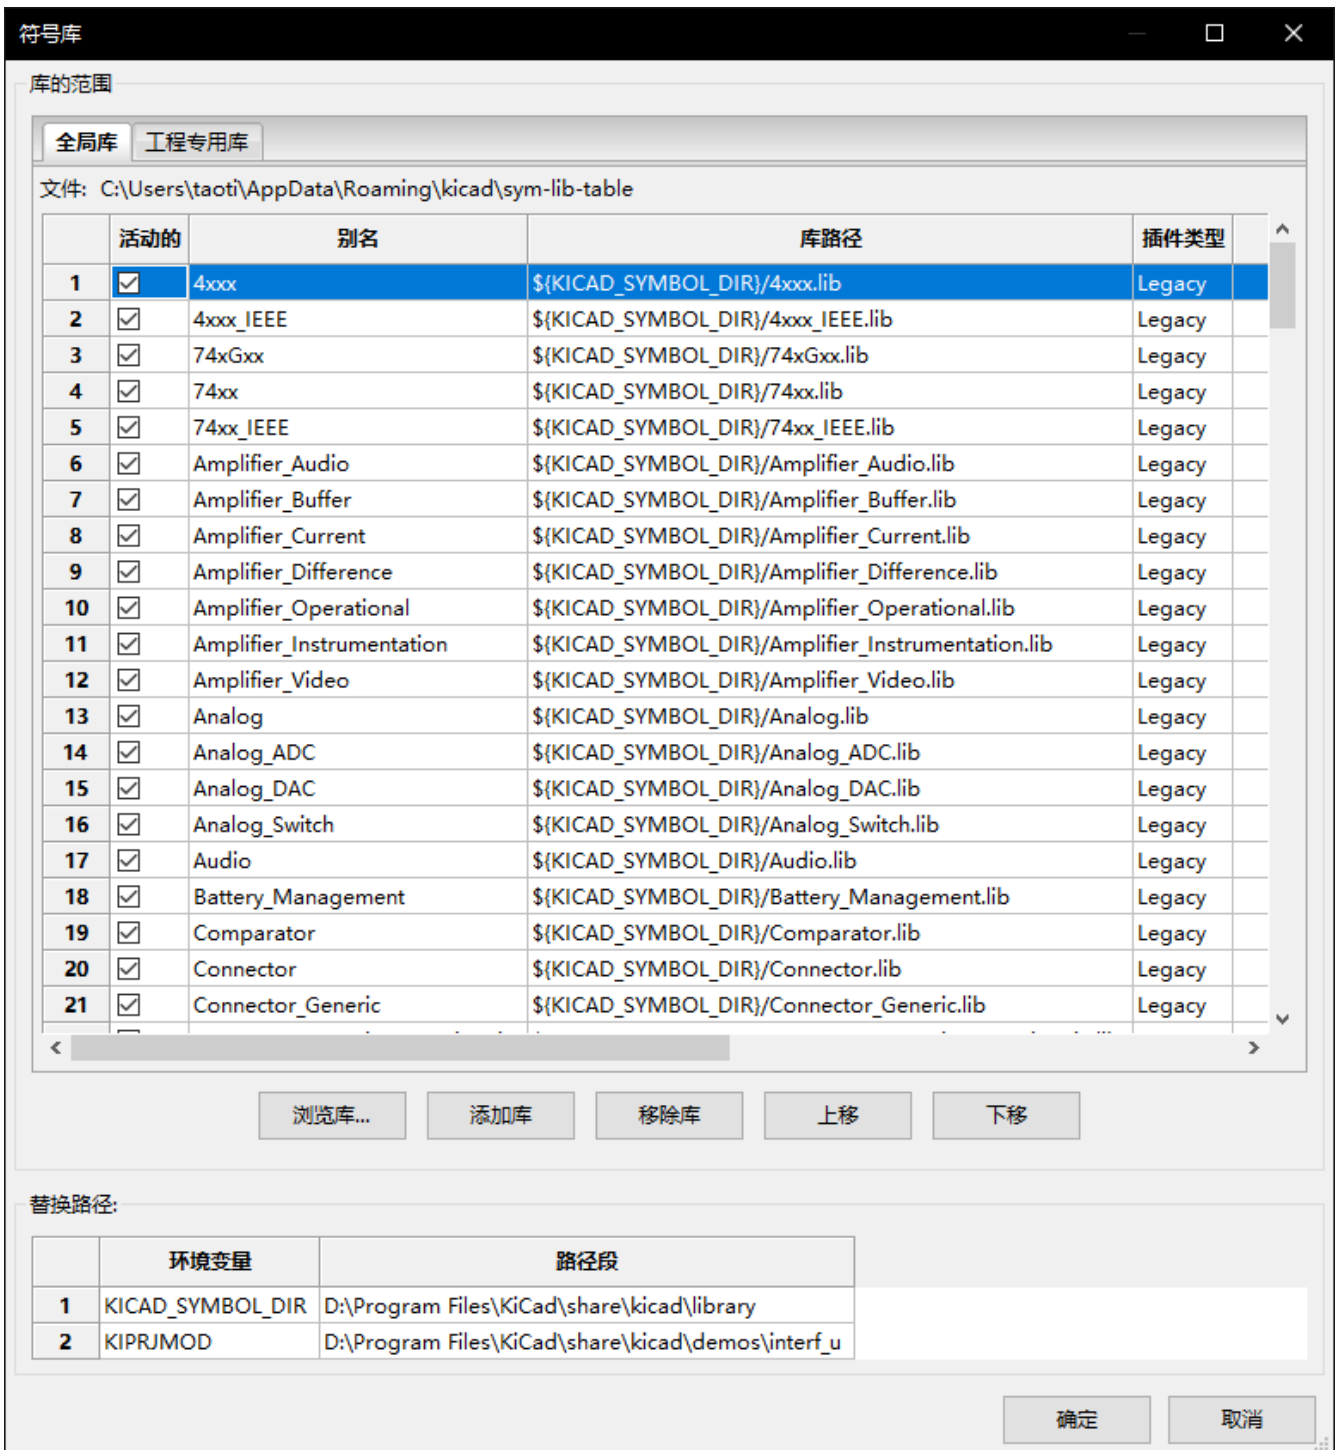 符号库
库的范围
全局库 工程专用库
文件: C:\Users\taoti\AppData\Roaming\kicad\sym-lib-table
活动的 别名 库路径 插件类型
1 4xxx ${KICAD_SYMBOL_DIR}/4xxx.lib Legacy
2 4xxx_IEEE ${KICAD_SYMBOL_DIR}/4xxx_IEEE.lib Legacy
3 74xGxx ${KICAD_SYMBOL_DIR}/74xGxx.lib Legacy
4 74xx ${KICAD_SYMBOL_DIR}/74xx.lib Legacy
5 74xx_IEEE ${KICAD_SYMBOL_DIR}/74xx_IEEE.lib Legacy
6 Amplifier_Audio ${KICAD_SYMBOL_DIR}/Amplifier_Audio.lib Legacy
7 Amplifier_Buffer ${KICAD_SYMBOL_DIR}/Amplifier_Buffer.lib Legacy
8 Amplifier_Current ${KICAD_SYMBOL_DIR}/Amplifier_Current.lib Legacy
9 Amplifier_Difference ${KICAD_SYMBOL_DIR}/Amplifier_Difference.lib Legacy
10 Amplifier_Operational ${KICAD_SYMBOL_DIR}/Amplifier_Operational.lib Legacy
11 Amplifier_Instrumentation ${KICAD_SYMBOL_DIR}/Amplifier_Instrumentation.lib Legacy
12 Amplifier_Video ${KICAD_SYMBOL_DIR}/Amplifier_Video.lib Legacy
13 Analog ${KICAD_SYMBOL_DIR}/Analog.lib Legacy
14 Analog_ADC ${KICAD_SYMBOL_DIR}/Analog_ADC.lib Legacy
15 Analog_DAC ${KICAD_SYMBOL_DIR}/Analog_DAC.lib Legacy
16 Analog_Switch ${KICAD_SYMBOL_DIR}/Analog_Switch.lib Legacy
17 Audio ${KICAD_SYMBOL_DIR}/Audio.lib Legacy
18 Battery_Management ${KICAD_SYMBOL_DIR}/Battery_Management.lib Legacy
19 Comparator ${KICAD_SYMBOL_DIR}/Comparator.lib Legacy
20 Connector ${KICAD_SYMBOL_DIR}/Connector.lib Legacy
21 Connector_Generic ${KICAD_SYMBOL_DIR}/Connector_Generic.lib Legacy
浏览库... 添加库 移除库 上移 下移
替换路径:
环境变量 路径段
1 KICAD_SYMBOL_DIR D:\Program Files\KiCad\share\kicad\library
2 KIPRJMOD D:\Program Files\KiCad\share\kicad\demos\interf_u
确定 取消